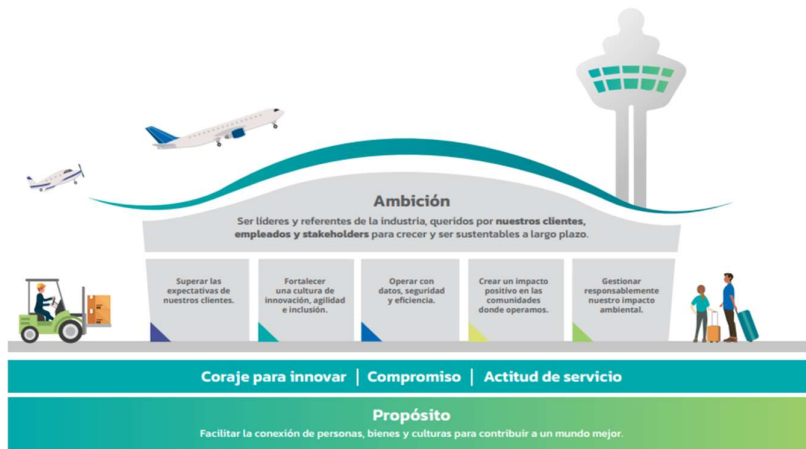 Ambición
Ser líderes y referentes de la industria, queridos por nuestros clientes,
empleados y stakeholders para crecer y ser sustentables a largo plazo.
Superar las
expectativas de
nuestros clientes.
Fortalecer
una cultura de
innovación, agilidad
e inclusión.
Operar con
datos, seguridad
y eficiencia.
Crear un impacto
positivo en las
comunidades
donde operamos.
Gestionar
responsablemente
nuestro impacto
ambiental.
Coraje para innovar | Compromiso | Actitud de servicio
Propósito
Facilitar la conexión de personas, bienes y culturas para contribuir a un mundo mejor.